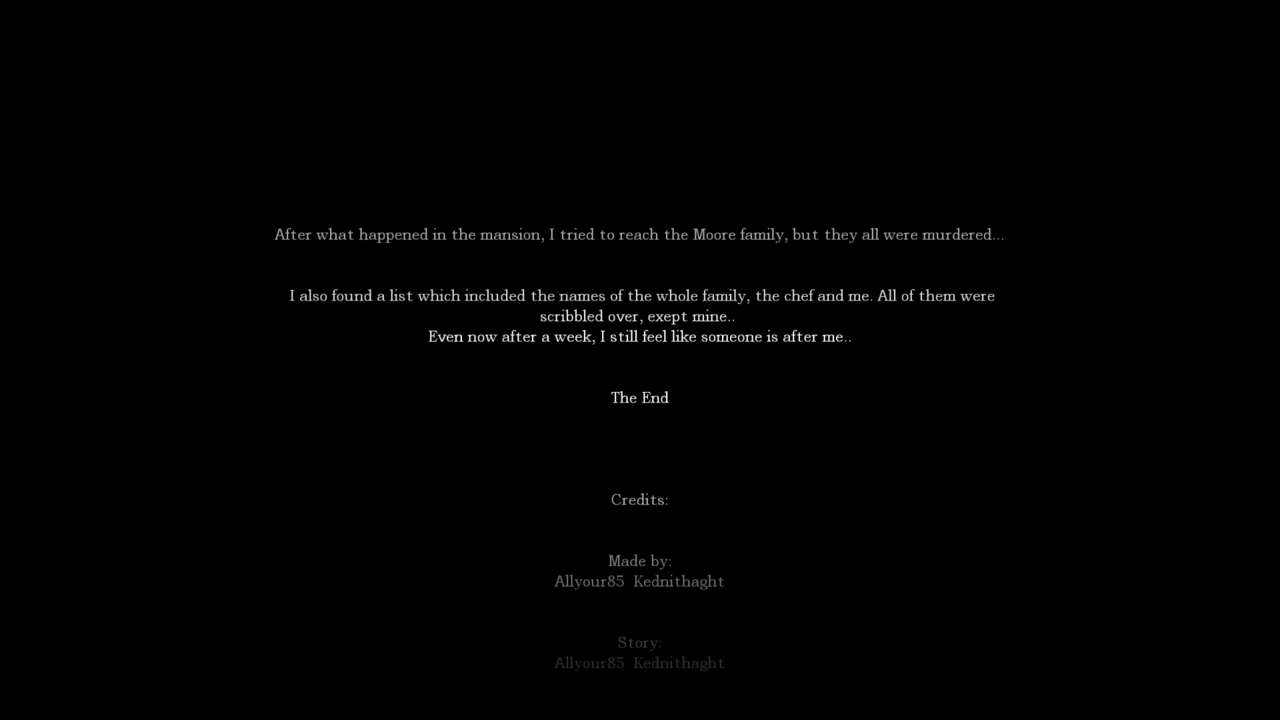 After what happened in the mansion, I tried to reach the Moore family, but they all were murdered...
I also found a list which included the names of the whole family, the chef and me. All of them were
scribbled over, exept mine..
Even now after a week, I still feel like someone is after me..
The End
Credits:
Made by:
Allyour85 Kednithaght
Story:
Allyour85 Kednithaght